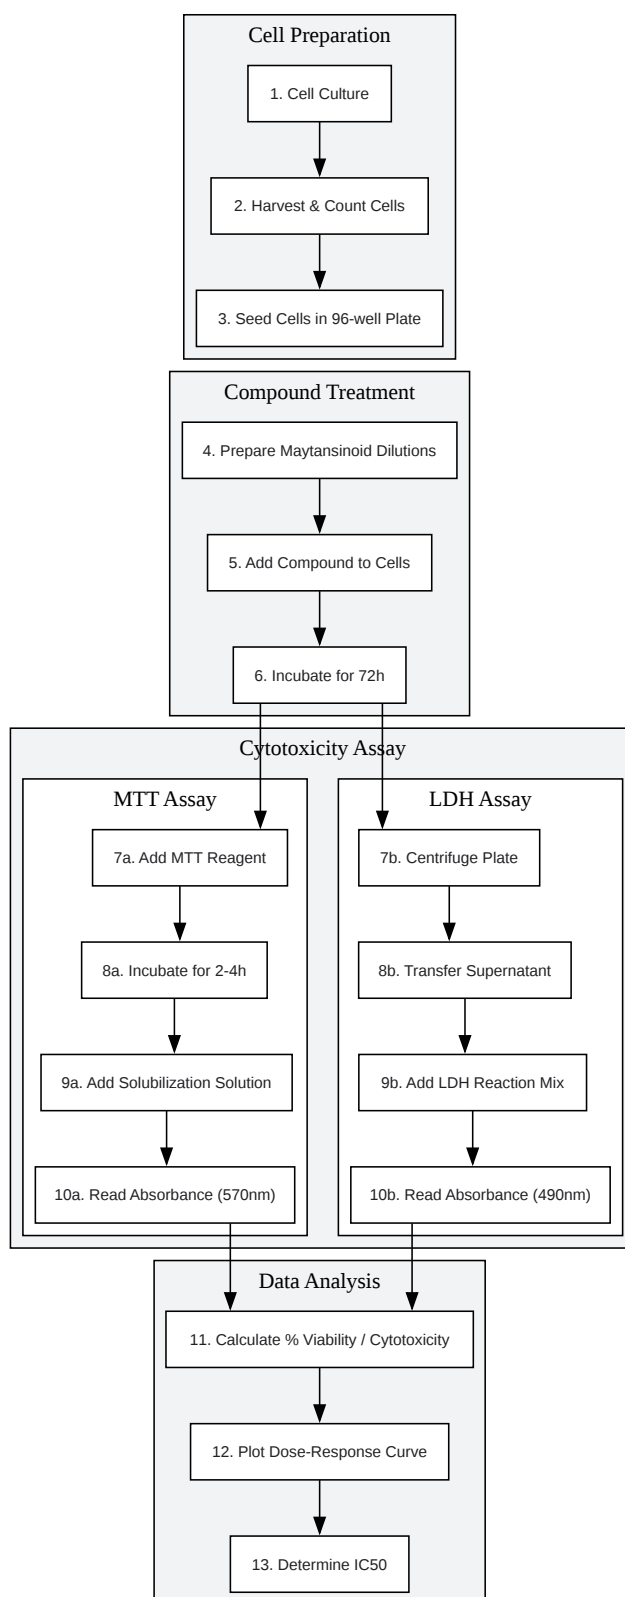 Cell Preparation
1. Cell Culture
2. Harvest & Count Cells
3. Seed Cells in 96-well Plate
Compound Treatment
4. Prepare Maytansinoid Dilutions
5. Add Compound to Cells
6. Incubate for 72h
Cytotoxicity Assay
MTT Assay
7a. Add MTT Reagent
8a. Incubate for 2-4h
9a. Add Solubilization Solution
10a. Read Absorbance (570nm)
LDH Assay
7b. Centrifuge Plate
8b. Transfer Supernatant
9b. Add LDH Reaction Mix
10b. Read Absorbance (490nm)
Data Analysis
11. Calculate % Viability / Cytotoxicity
12. Plot Dose-Response Curve
13. Determine IC50